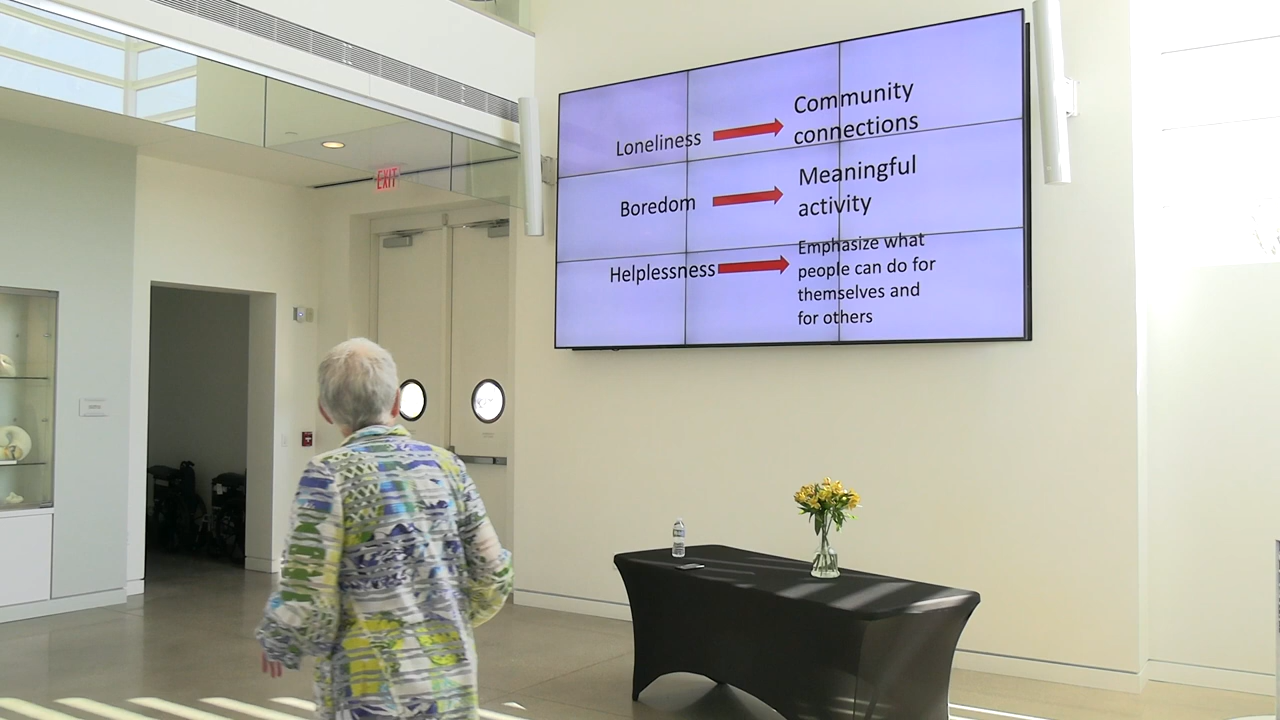 EXIT
Loneliness
Community
connections
Boredom
Meaningful
activity
Helplessness
Emphasize what
people can do for
themselves and
for others